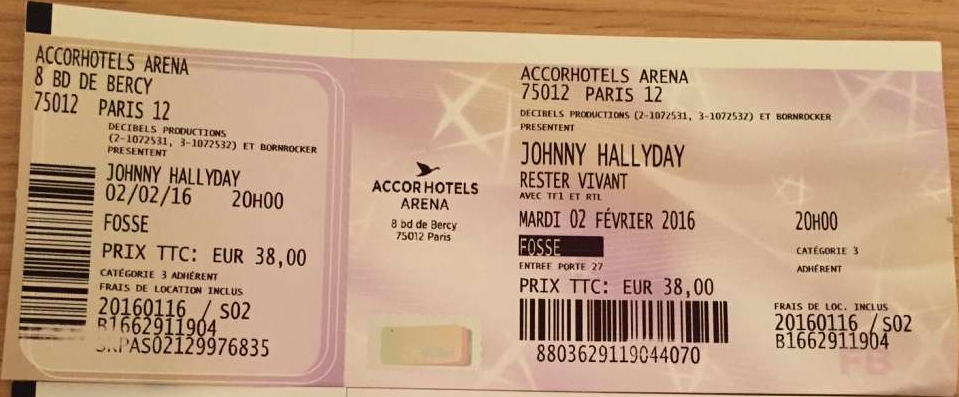 ACCORHOTELS ARENA
8 BD DE BERCY
75012 PARIS 12
DECIBELS PRODUCTIONS
(2-1072531, 3-1072532) ET BORNROCKER
PRESENTENT
JOHNNY HALLYDAY
02/02/16 20H00
FOSSE
PRIX TTC: EUR 38,00
CATÉGORIE 3 ADHÉRENT
FRAIS DE LOCATION INCLUS
20160116 / S02
B1662911904
PAS02129976835
ACCORHOTELS
ARENA
8 bd de Bercy
75012 Paris
ACCORHOTELS ARENA
75012 PARIS 12
DECIBELS PRODUCTIONS (2-1072531, 3-1072532) ET BORNROCKER
PRESENTENT
JOHNNY HALLYDAY
RESTER VIVANT
AVEC TF1 ET RTL
MARDI 02 FÉVRIER 2016 20H00
FOSSE CATÉGORIE 3
ENTREE PORTE 27 ADHÉRENT
PRIX TTC: EUR 38,00
FRAIS DE LOC. INCLUS
20160116 / S02
B1662911904
8803629119044070
FB